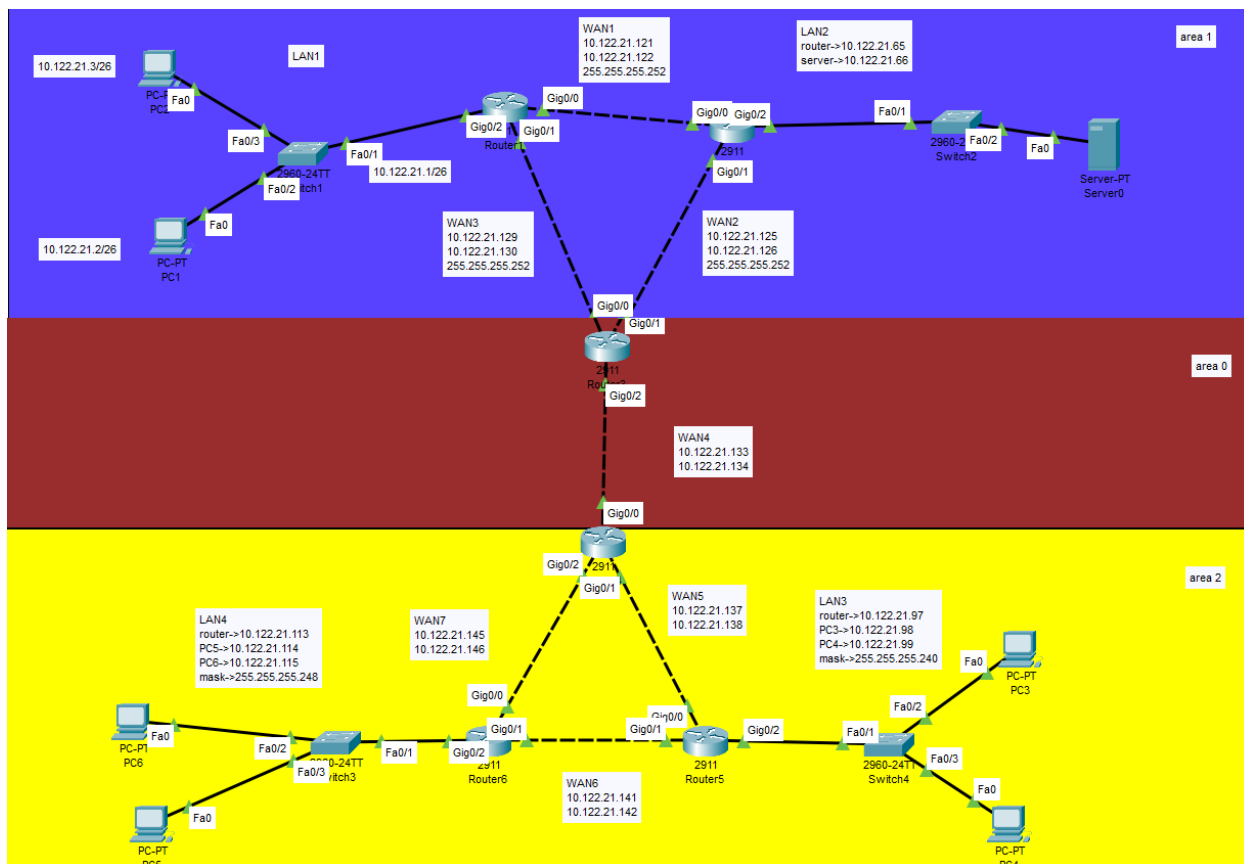 WAN1
10.122.21.121
10.122.21.122
255.255.255.252
LAN2
router->10.122.21.65
server->10.122.21.66
area 1
LAN1
10.122.21.3/26
PC-PT
PC2
Fa0
Fa0/3
Gig0/0
Gig0/2
Gig0/1
Router1
Gig0/0
Gig0/2
2911
Gig0/1
Fa0/1
Fa0/2
Switch2
Fa0
Server-PT
Server0
Fa0/1
10.122.21.1/26
2960-24TT
Fa0/2
Fa0
10.122.21.2/26
PC-PT
PC1
WAN3
10.122.21.129
10.122.21.130
255.255.255.252
WAN2
10.122.21.125
10.122.21.126
255.255.255.252
Gig0/0
Gig0/1
2911
Gig0/2
area 0
WAN4
10.122.21.133
10.122.21.134
Gig0/0
2911
Gig0/2
Gig0/1
area 2
WAN5
10.122.21.137
10.122.21.138
LAN3
router->10.122.21.97
PC3->10.122.21.98
PC4->10.122.21.99
mask->255.255.255.240
LAN4
router->10.122.21.113
PC5->10.122.21.114
PC6->10.122.21.115
mask->255.255.255.248
WAN7
10.122.21.145
10.122.21.146
Fa0
PC-PT
PC3
Fa0/2
Gig0/0
Gig0/0
Gig0/1
Gig0/1
Gig0/2
Gig0/2
Fa0/1
Fa0
PC-PT
PC6
Fa0/2
Fa0/1
Fa0/3
Router6
2911
Router5
2960-24TT
Switch4
Fa0/3
Fa0
WAN6
10.122.21.141
10.122.21.142
Fa0
PC-PT
PC-PT